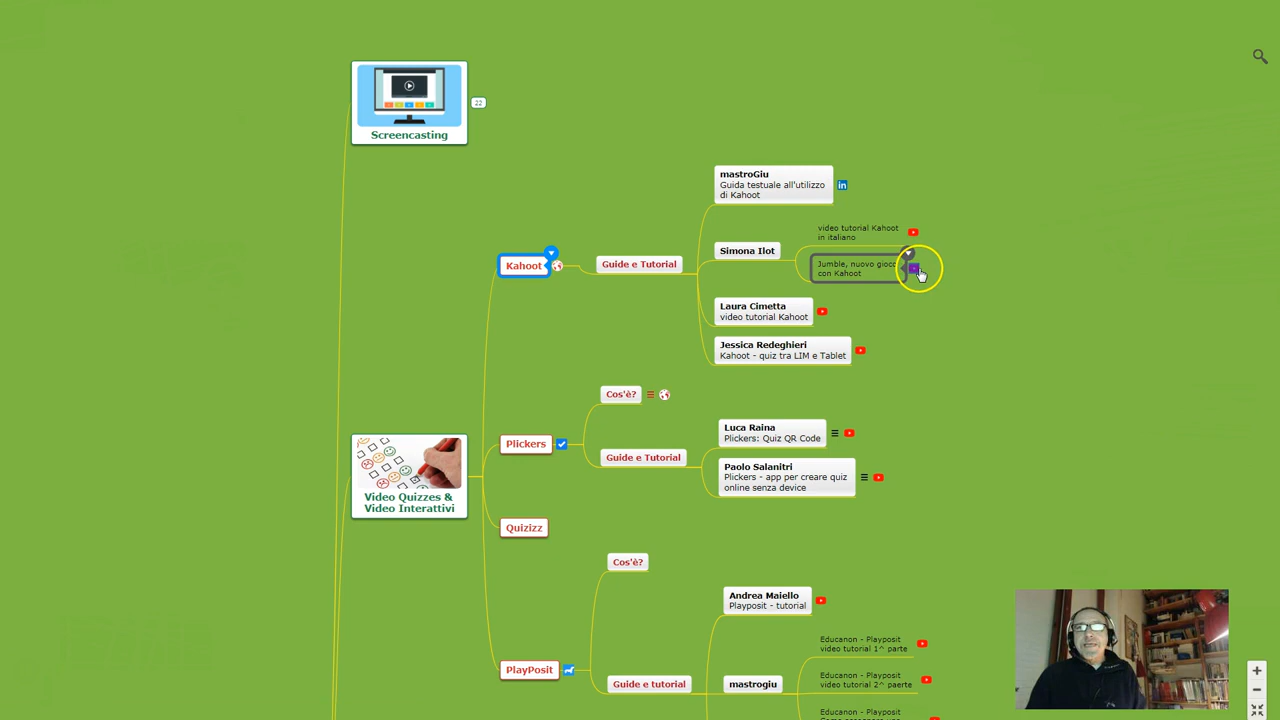 Screencasting
22
mastroGiu
Guida testuale all'utilizzo
di Kahoot
video tutorial Kahoot
in italiano
Simona Ilot
Kahoot
Guide e Tutorial
Jumble, nuovo gioco
con Kahoot
Laura Cimetta
video tutorial Kahoot
Jessica Redeghieri
Kahoot - quiz tra LIM e Tablet
Cos'è?
Luca Raina
Plickers: Quiz QR Code
Plickers
Guide e Tutorial
Paolo Salanitri
Plickers - app per creare quiz
online senza device
Video Quizzes &
Video Interattivi
Quizizz
Cos'è?
Andrea Maiello
Playposit - tutorial
Educanon - Playposit
video tutorial 1^ parte
PlayPosit
Guide e tutorial
mastrogiu
Educanon - Playposit
video tutorial 2^ paerte
Educanon - Playposit